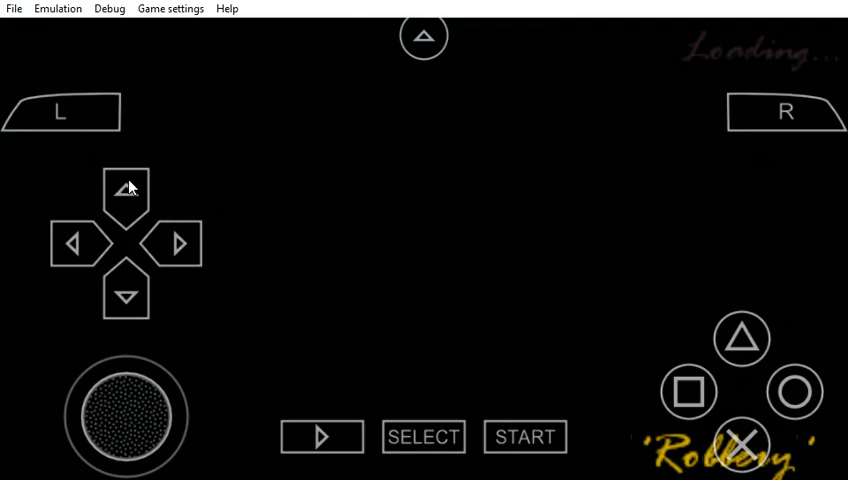 File Emulation Debug Game settings Help
Loading...
L R
SELECT START
'Robbery'